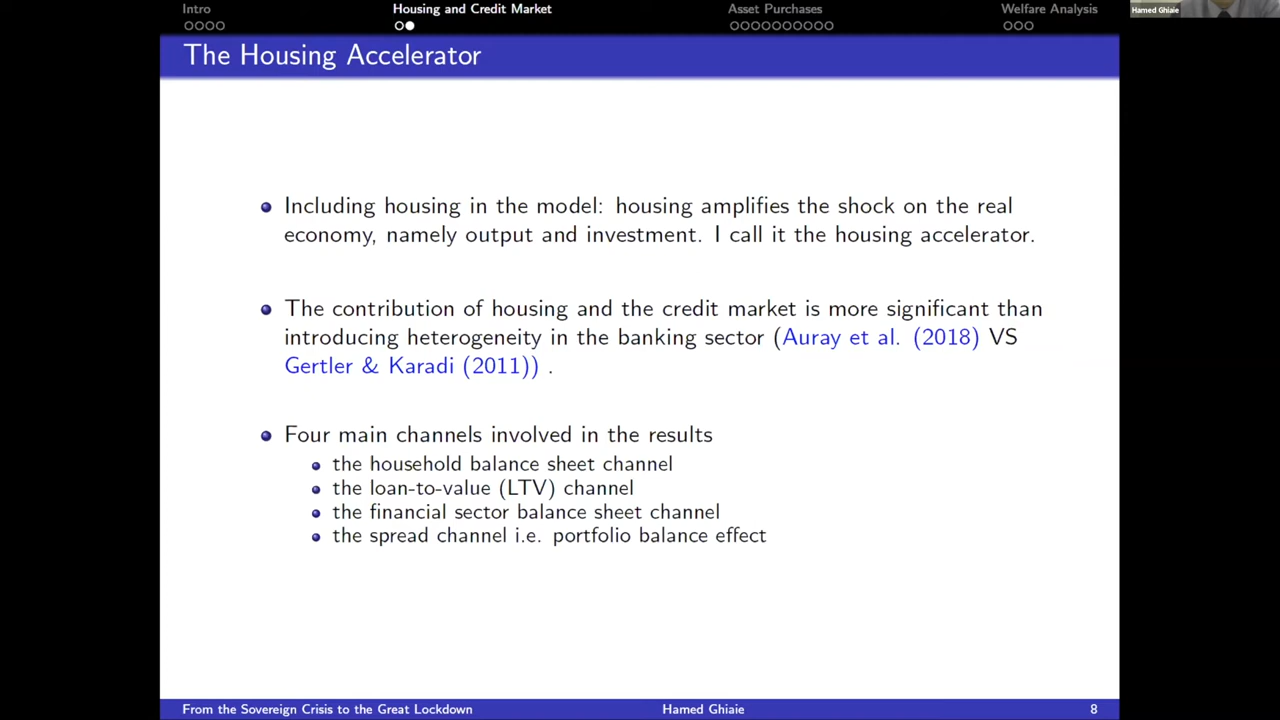 Intro
Housing and Credit Market
Asset Purchases
Welfare Analysis
Hamed Ghiaie
The Housing Accelerator
Including housing in the model: housing amplifies the shock on the real
economy, namely output and investment. I call it the housing accelerator.
The contribution of housing and the credit market is more significant than
introducing heterogeneity in the banking sector (Auray et al. (2018) VS
Gertler & Karadi (2011)) .
Four main channels involved in the results
the household balance sheet channel
the loan-to-value (LTV) channel
the financial sector balance sheet channel
the spread channel i.e. portfolio balance effect
From the Sovereign Crisis to the Great Lockdown
Hamed Ghiaie
8